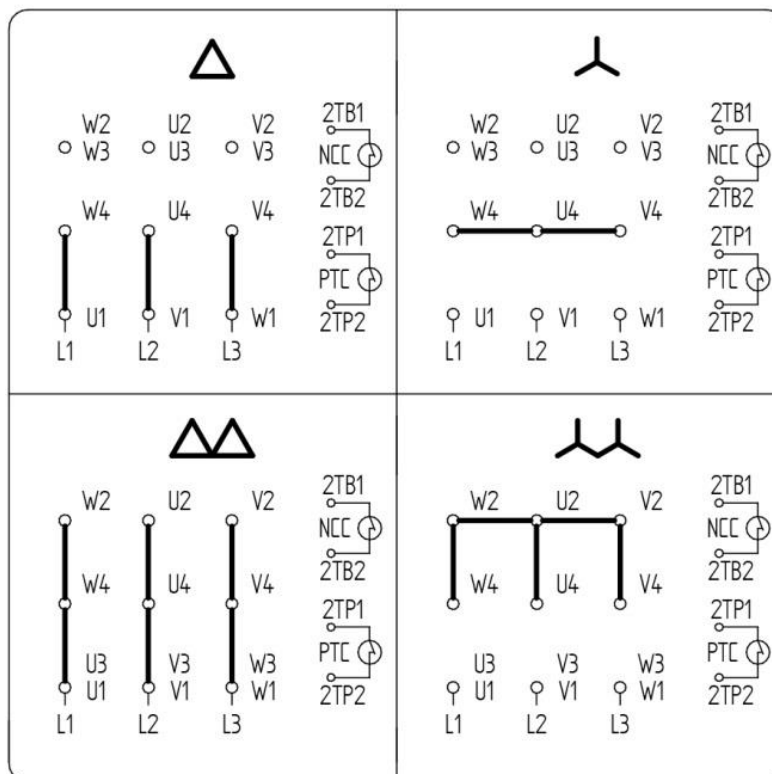 W2 U2 V2 2TB1
W3 U3 V3 NCC
2TB2
W4 U4 V4 2TP1
PTC
U1 V1 W1 2TP2
L1 L2 L3
W2 U2 V2 2TB1
W3 U3 V3 NCC
2TB2
W4 U4 V4 2TP1
PTC
U1 V1 W1 2TP2
L1 L2 L3
2TB1
W2 U2 V2
NCC
2TB2
W4 U4 V4
2TP1
U3 V3 W3 PTC
U1 V1 W1 2TP2
L1 L2 L3
2TB1
W2 U2 V2
NCC
2TB2
W4 U4 V4
2TP1
U3 V3 W3 PTC
U1 V1 W1 2TP2
L1 L2 L3